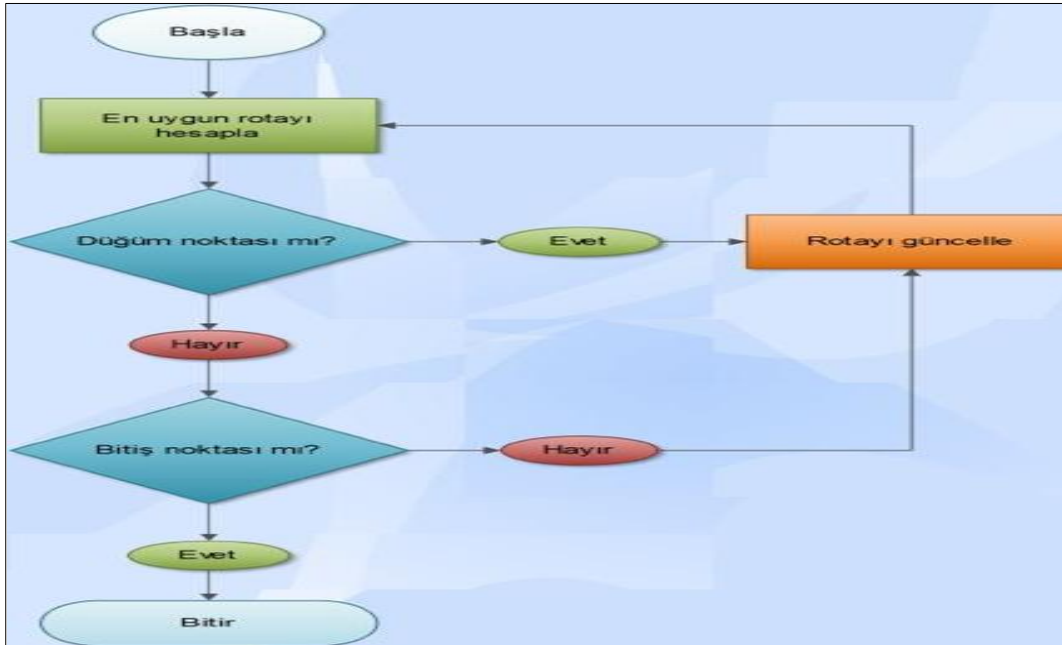 Başla
En uygun rotayı
hesapla
Düğüm noktası mı?
Evet
Rotayı güncelle
Hayır
Bitiş noktası mı?
Hayır
Evet
Bitir